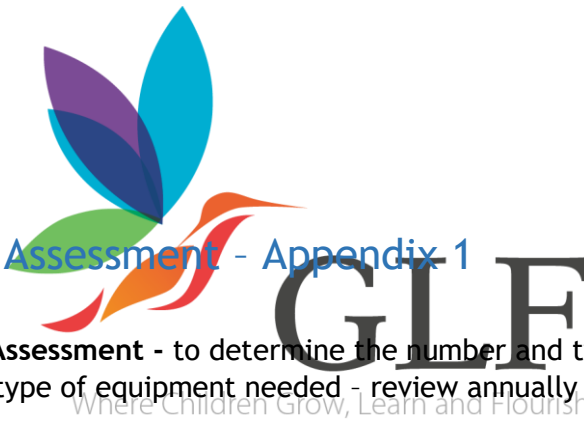 Assessment – Appendix 1
GLF
Assessment - to determine the number and t
type of equipment needed – review annually
Where Children Grow, Learn and Flourish